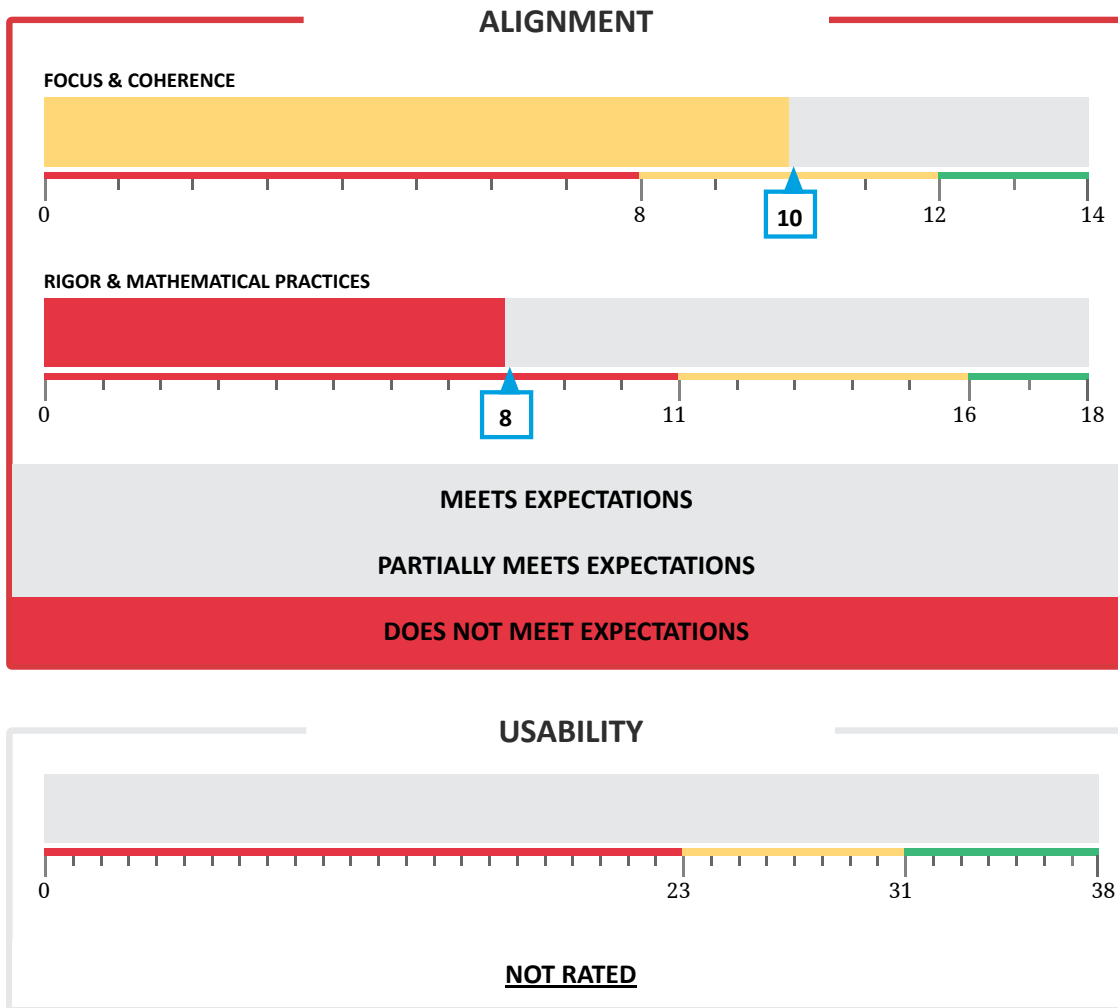 ALIGNMENT
FOCUS & COHERENCE
0 8 12 14
10
RIGOR & MATHEMATICAL PRACTICES
0 11 16 18
8
MEETS EXPECTATIONS
PARTIALLY MEETS EXPECTATIONS
DOES NOT MEET EXPECTATIONS
USABILITY
0 23 31 38
NOT RATED